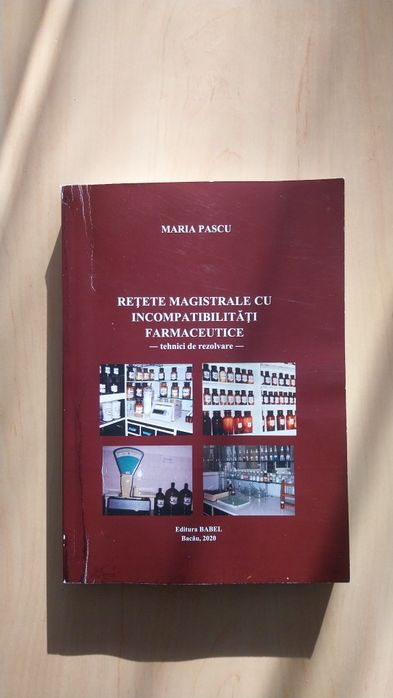 MARIA PASCU
REȚETE MAGISTRALE CU
INCOMPATIBILITĂȚI
FARMACEUTICE
— tehnici de rezolvare —
Editura BABEL
Bacău, 2020